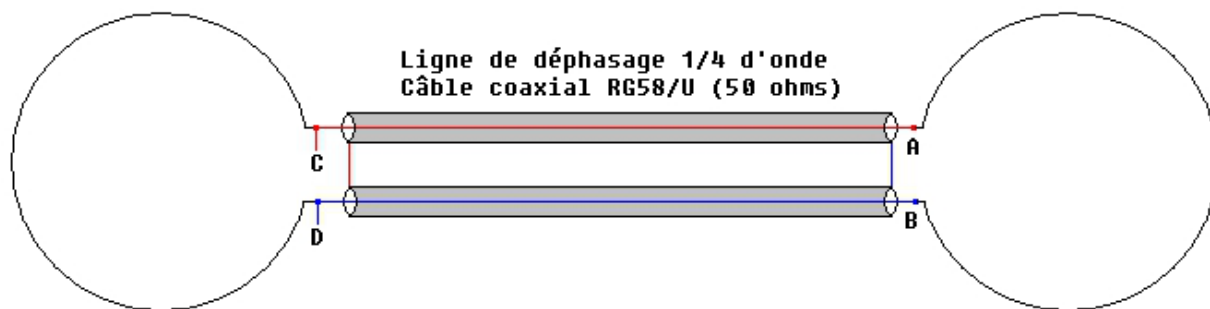 Ligne de déphasage 1/4 d'onde
Câble coaxial RG58/U (50 ohms)
C
A
D
B